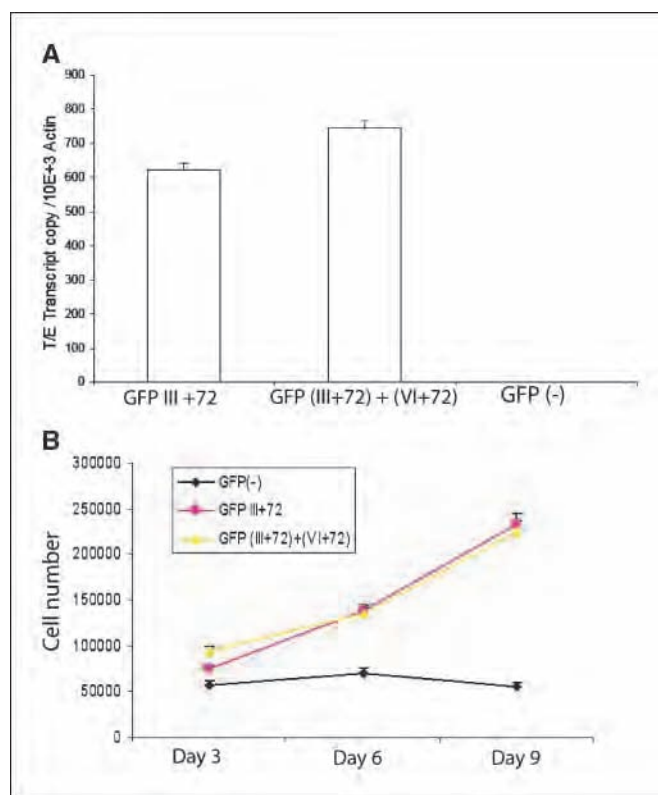 A
T/E Transcript copy /10E+3 Actin
900
800
700
600
500
400
300
200
100
0
GFP III +72
GFP (III+72) + (VI+72)
GFP (-)
B
Cell number
300000
250000
200000
150000
100000
50000
0
GFP(-)
GFP III+72
GFP (III+72)+(VI+72)
Day 3
Day 6
Day 9